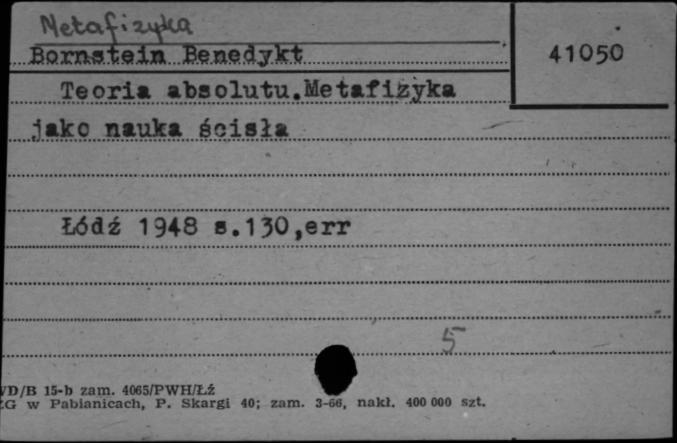 Metafizyka
Bornstein Benedykt
41050
Teoria absolutu.Metafizyka
jako nauka ścisła
Łódź 1948 s.130,err
5
VD/B 15-b zam. 4065/PWH/Łź
w Pabianicach, P. Skargi 40; zam. 3-66, nakł. 400 000 szt.